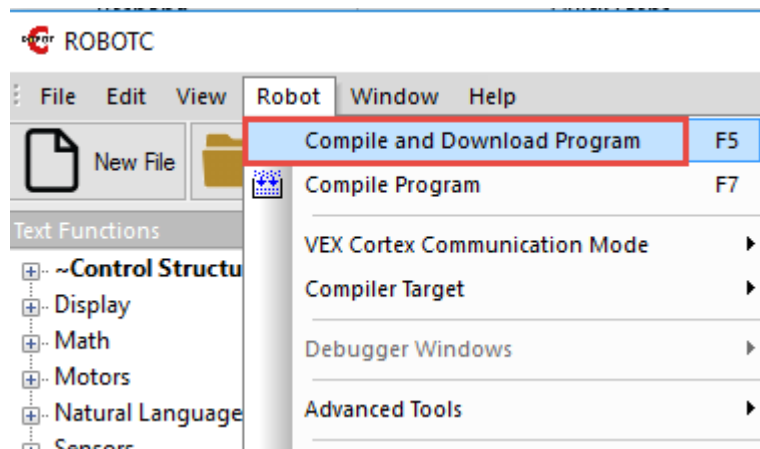 ROBOTC
File Edit View Robot Window Help
New File
Compile and Download Program F5
Compile Program F7
VEX Cortex Communication Mode
Compiler Target
Debugger Windows
Advanced Tools
Text Functions
~Control Structu
Display
Math
Motors
Natural Language
Sensors